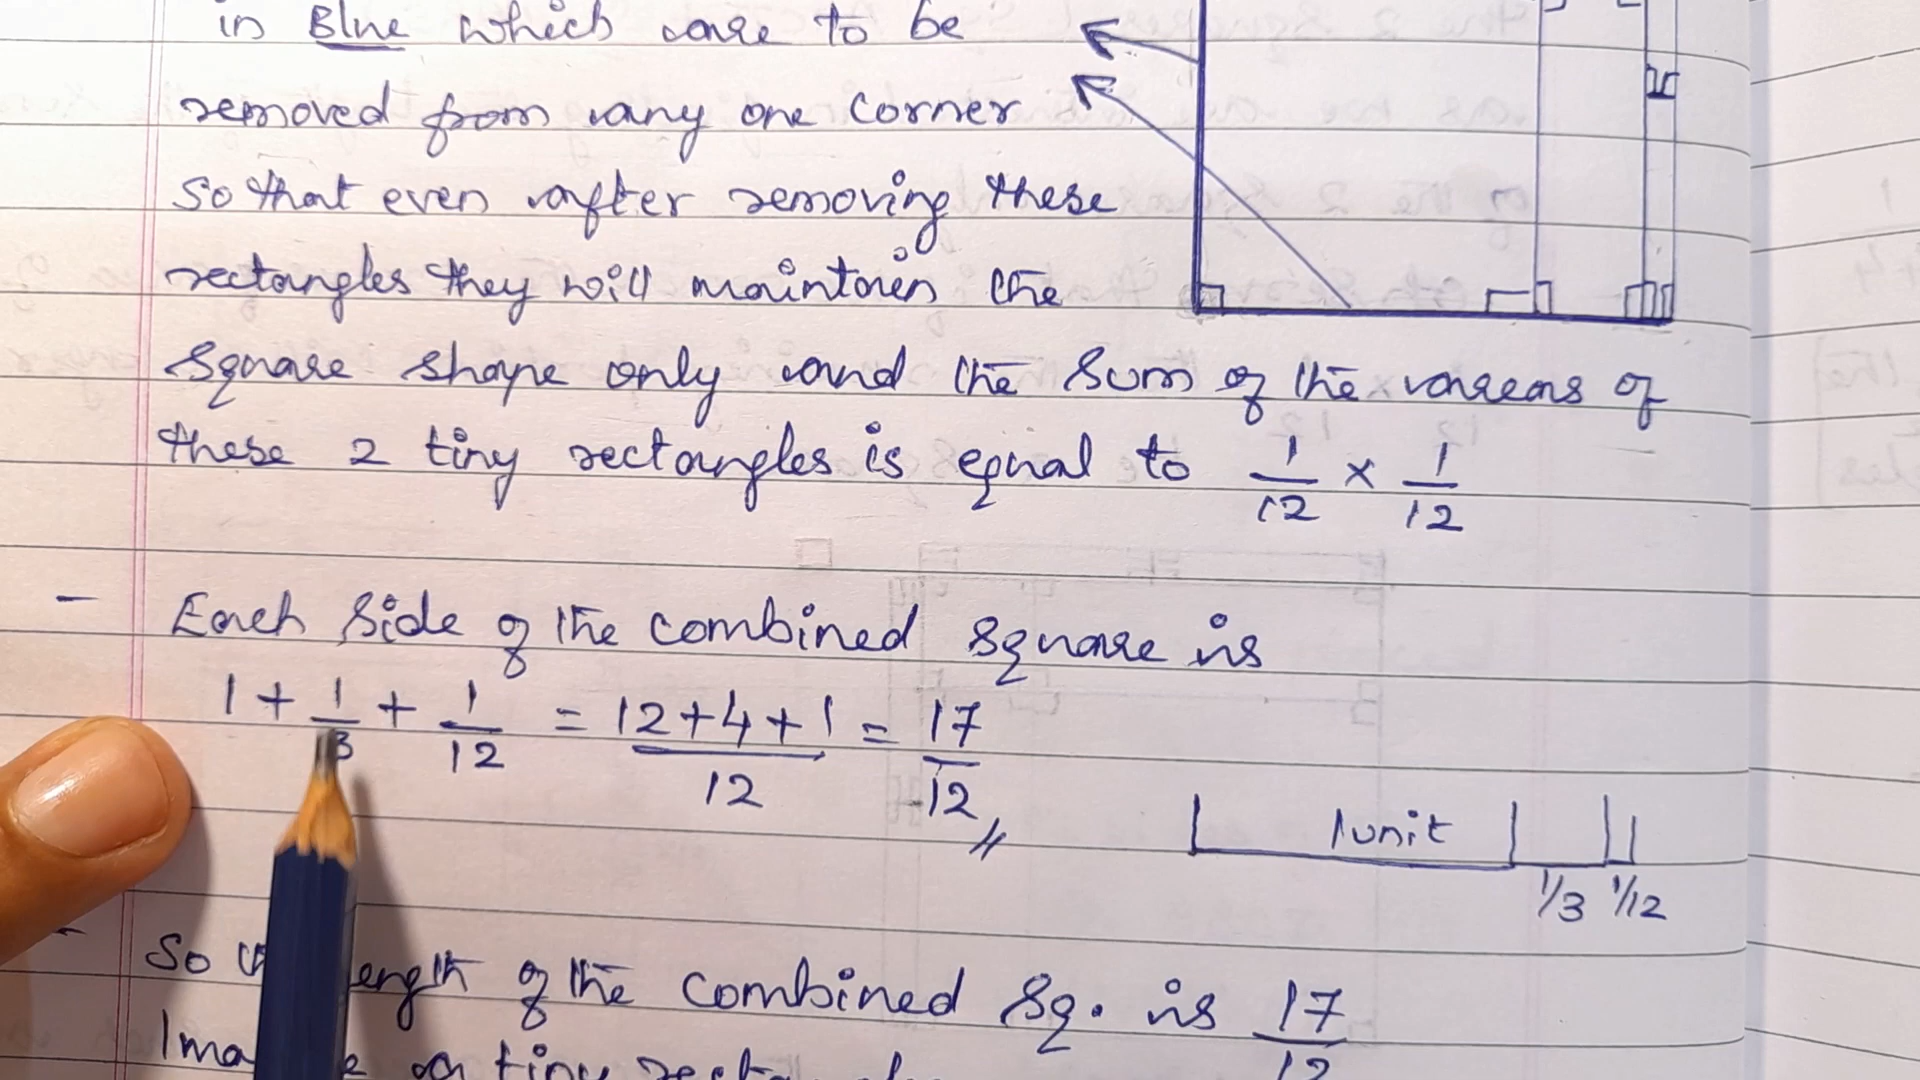 in Blue which are to be
removed from any one corner
so that even after removing these
rectangles they will maintain the
square shape only and the sum of the areas of
these 2 tiny rectangles is equal to 1/12 × 1/12
- Each side of the combined square is
1 + 1/3 + 1/12 = 12+4+1/12 = 17/12
1 unit
1/3 1/12
- So length of the combined sq. is 17/12
a tiny